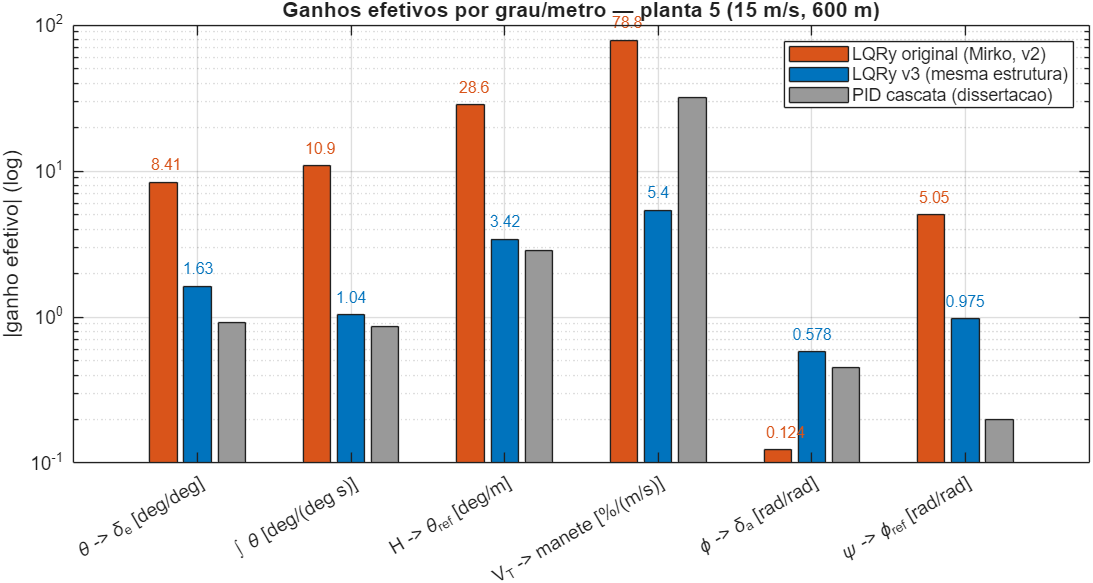 Ganhos efetivos por grau/metro — planta 5 (15 m/s, 600 m)
LQRy original (Mirko, v2)
LQRy v3 (mesma estrutura)
PID cascata (dissertacao)
|ganho efetivo| (log)
10²
10¹
10⁰
10⁻¹
8.41
1.63
10.9
1.04
28.6
3.42
78.8
5.4
0.124
0.578
5.05
0.975
θ -> δₑ [deg/deg]
∫ θ [deg/(deg s)]
H -> θ_ref [deg/m]
V_T -> manete [%/(m/s)]
ϕ -> δₐ [rad/rad]
ψ -> ϕ_ref [rad/rad]